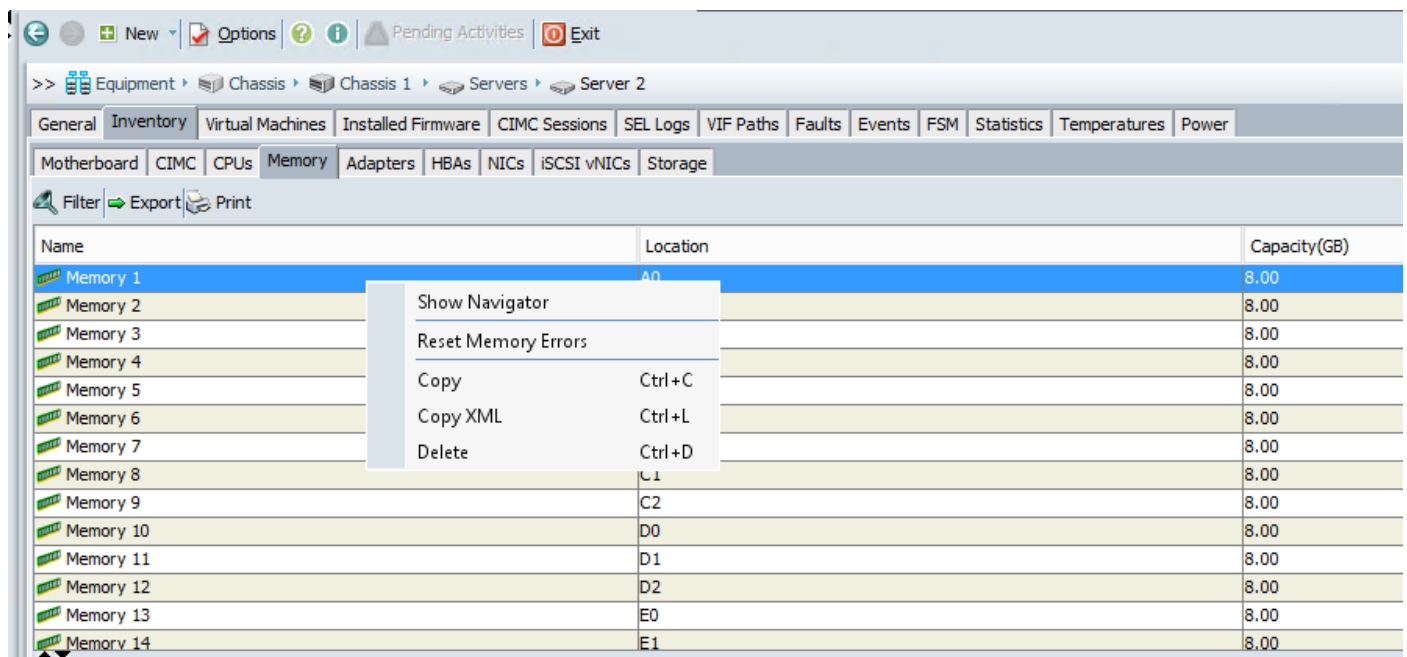 New Options Pending Activities Exit
>> Equipment Chassis Chassis 1 Servers Server 2
General Inventory Virtual Machines Installed Firmware CIMC Sessions SEL Logs VIF Paths Faults Events FSM Statistics Temperatures Power
Motherboard CIMC CPUs Memory Adapters HBAs NICs iSCSI vNICs Storage
Filter Export Print
Name Location Capacity(GB)
Memory 1 A0 8.00
Memory 2 8.00
Memory 3 8.00
Memory 4 8.00
Memory 5 8.00
Memory 6 8.00
Memory 7 8.00
Memory 8 C1 8.00
Memory 9 C2 8.00
Memory 10 D0 8.00
Memory 11 D1 8.00
Memory 12 D2 8.00
Memory 13 E0 8.00
Memory 14 E1 8.00
Show Navigator
Reset Memory Errors
Copy Ctrl+C
Copy XML Ctrl+L
Delete Ctrl+D